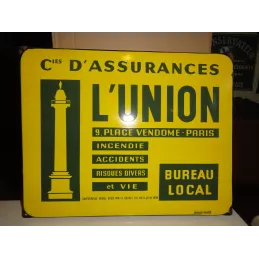 Cies D'ASSURANCES
L'UNION
9 PLACE VENDOME - PARIS
INCENDIE
ACCIDENTS
RISQUES DIVERS
et VIE
BUREAU
LOCAL